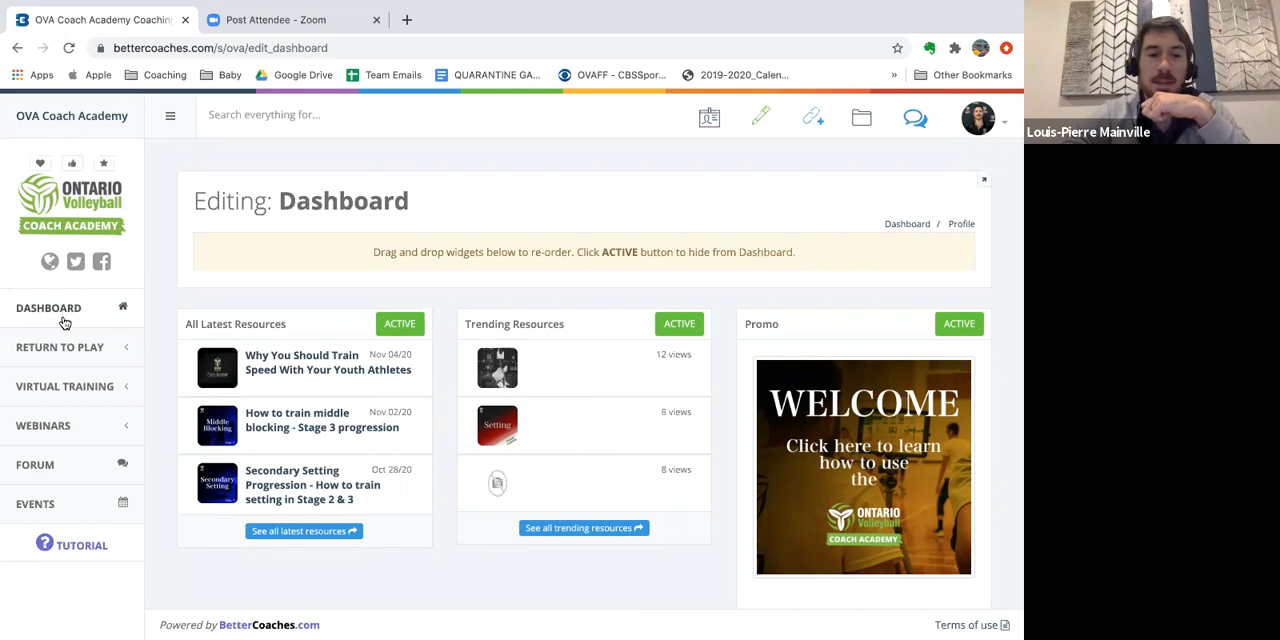 OVA Coach Academy Coachin
Post Attendee - Zoom
bettercoaches.com/s/ova/edit_dashboard
Apps
Apple
Coaching
Baby
Google Drive
Team Emails
QUARANTINE GA...
OVAFF - CBSSpor...
2019-2020_Calen...
»
Other Bookmarks
OVA Coach Academy
Search everything for...
Louis-Pierre Mainville
ONTARIO
Volleyball
COACH ACADEMY
DASHBOARD
RETURN TO PLAY
VIRTUAL TRAINING
WEBINARS
FORUM
EVENTS
? TUTORIAL
Editing: Dashboard
Dashboard / Profile
Drag and drop widgets below to re-order. Click ACTIVE button to hide from Dashboard.
All Latest Resources
ACTIVE
Why You Should Train
Speed With Your Youth Athletes
Nov 04/20
Middle
Blocking
How to train middle
blocking - Stage 3 progression
Nov 02/20
Secondary
Setting
Secondary Setting
Progression - How to train
setting in Stage 2 & 3
Oct 28/20
See all latest resources
Trending Resources
ACTIVE
12 views
Setting
8 views
8 views
See all trending resources
Promo
ACTIVE
WELCOME
Click here to learn
how to use
the
ONTARIO
Volleyball
COACH ACADEMY
Powered by BetterCoaches.com
Terms of use